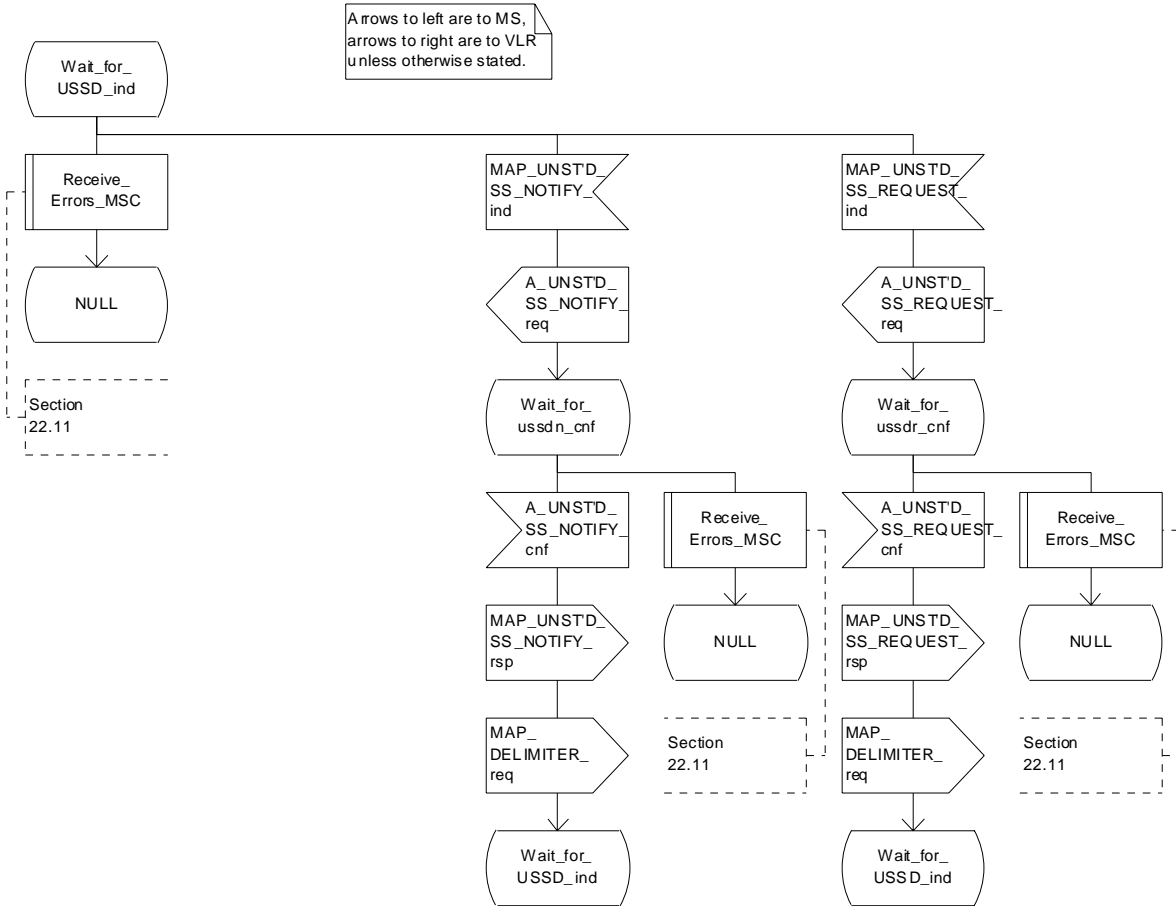 Arrows to left are to MS,
arrows to right are to VLR
unless otherwise stated.
Wait_for_
USSD_ind
Receive_
Errors_MSC
NULL
Section
22.11
MAP_UNST'D_
SS_NOTIFY_
ind
A_UNST'D_
SS_NOTIFY_
req
Wait_for_
ussdn_cnf
A_UNST'D_
SS_NOTIFY_
cnf
MAP_UNST'D_
SS_NOTIFY_
rsp
MAP_
DELIMITER_
req
Wait_for_
USSD_ind
Receive_
Errors_MSC
NULL
Section
22.11
MAP_UNST'D_
SS_REQUEST_
ind
A_UNST'D_
SS_REQUEST_
req
Wait_for_
ussdr_cnf
A_UNST'D_
SS_REQUEST_
cnf
MAP_UNST'D_
SS_REQUEST_
rsp
MAP_
DELIMITER_
req
Wait_for_
USSD_ind
Receive_
Errors_MSC
NULL
Section
22.11